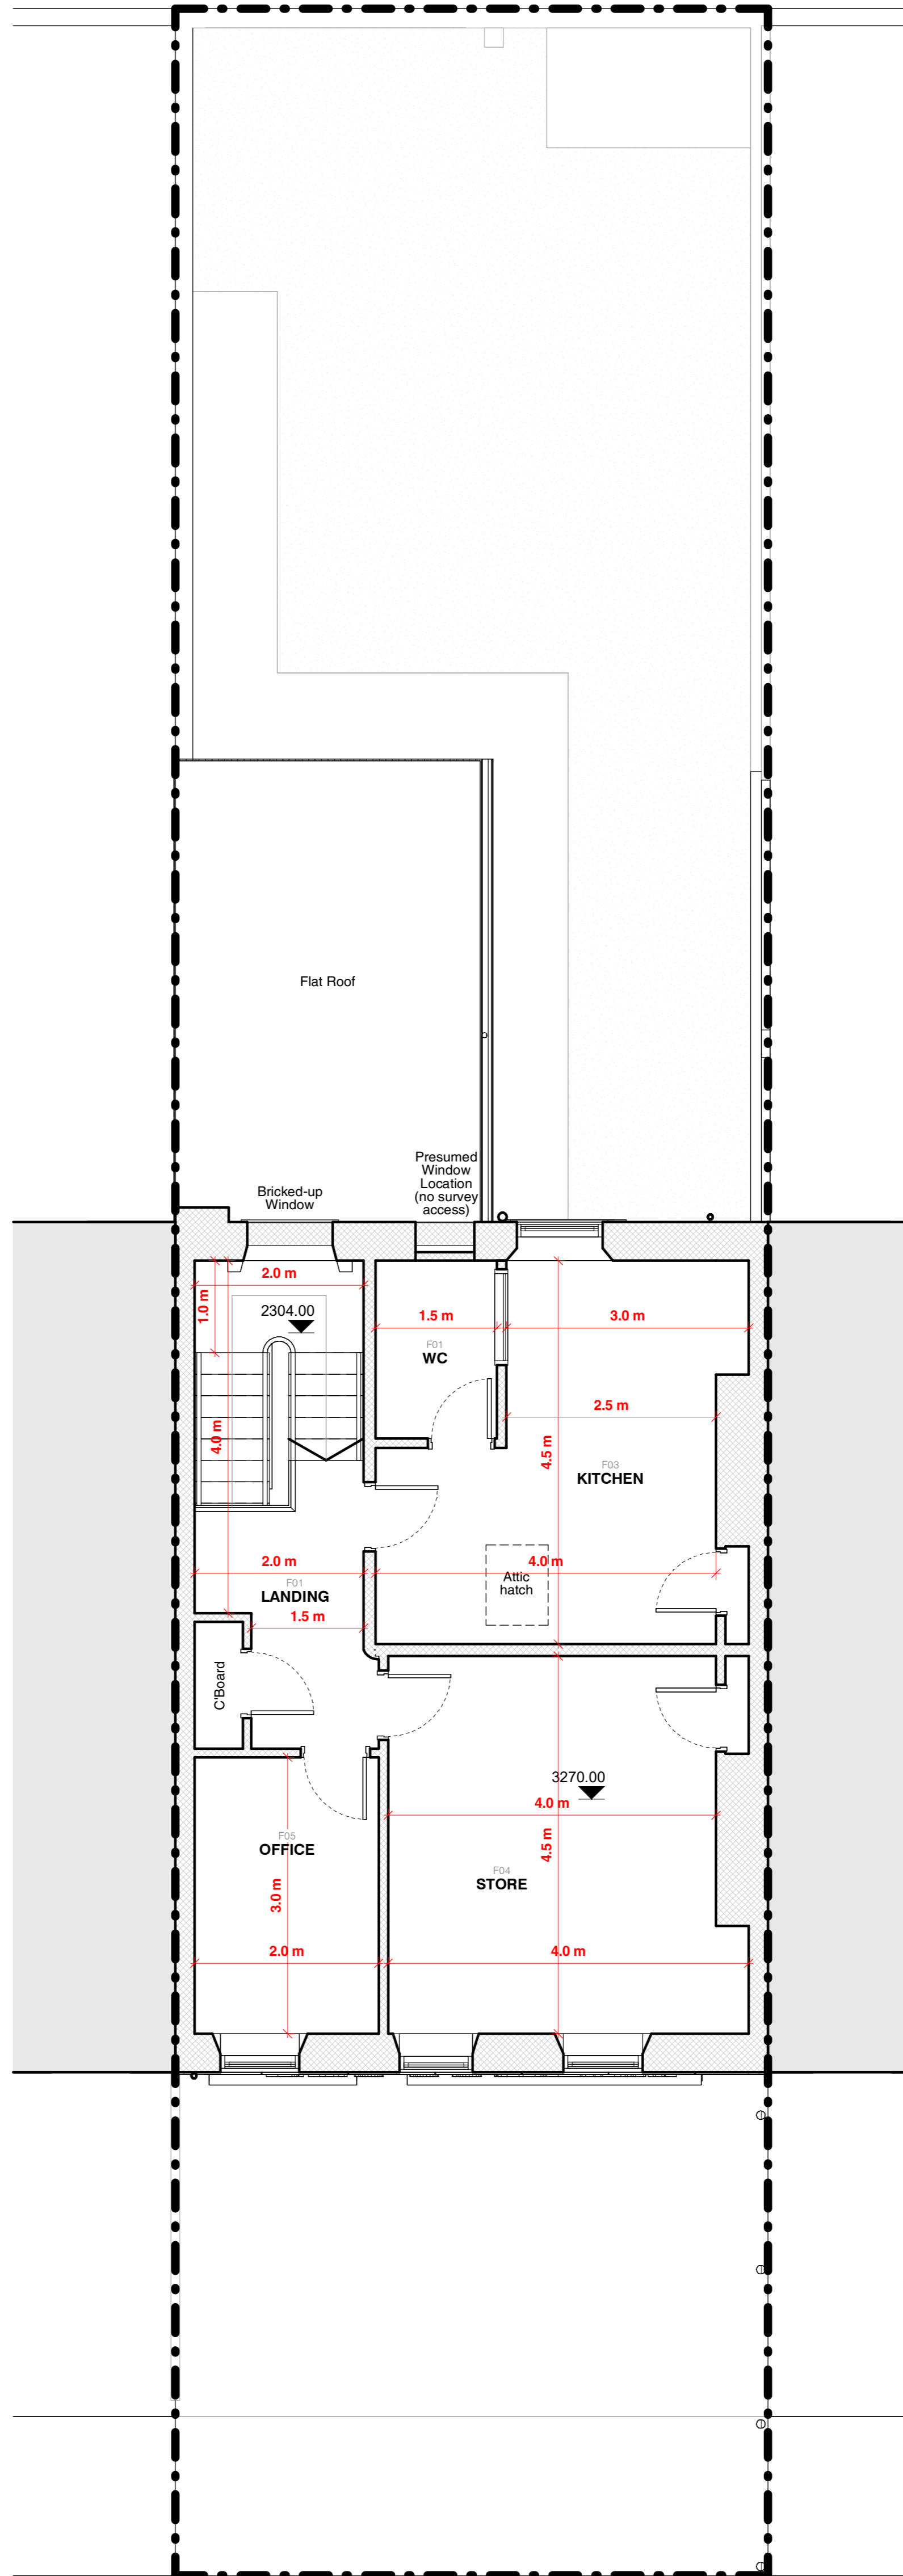 Flat Roof
Presumed
Window
Location
(no survey
access)
Bricked-up
Window
2.0 m
1.0 m
2304.00
1.5 m
3.0 m
F01
WC
2.5 m
4.0 m
4.5 m
F03
KITCHEN
2.0 m
4.0 m
Attic
hatch
F01
LANDING
1.5 m
C'Board
3270.00
4.0 m
4.5 m
F05
OFFICE
F04
STORE
3.0 m
2.0 m
4.0 m